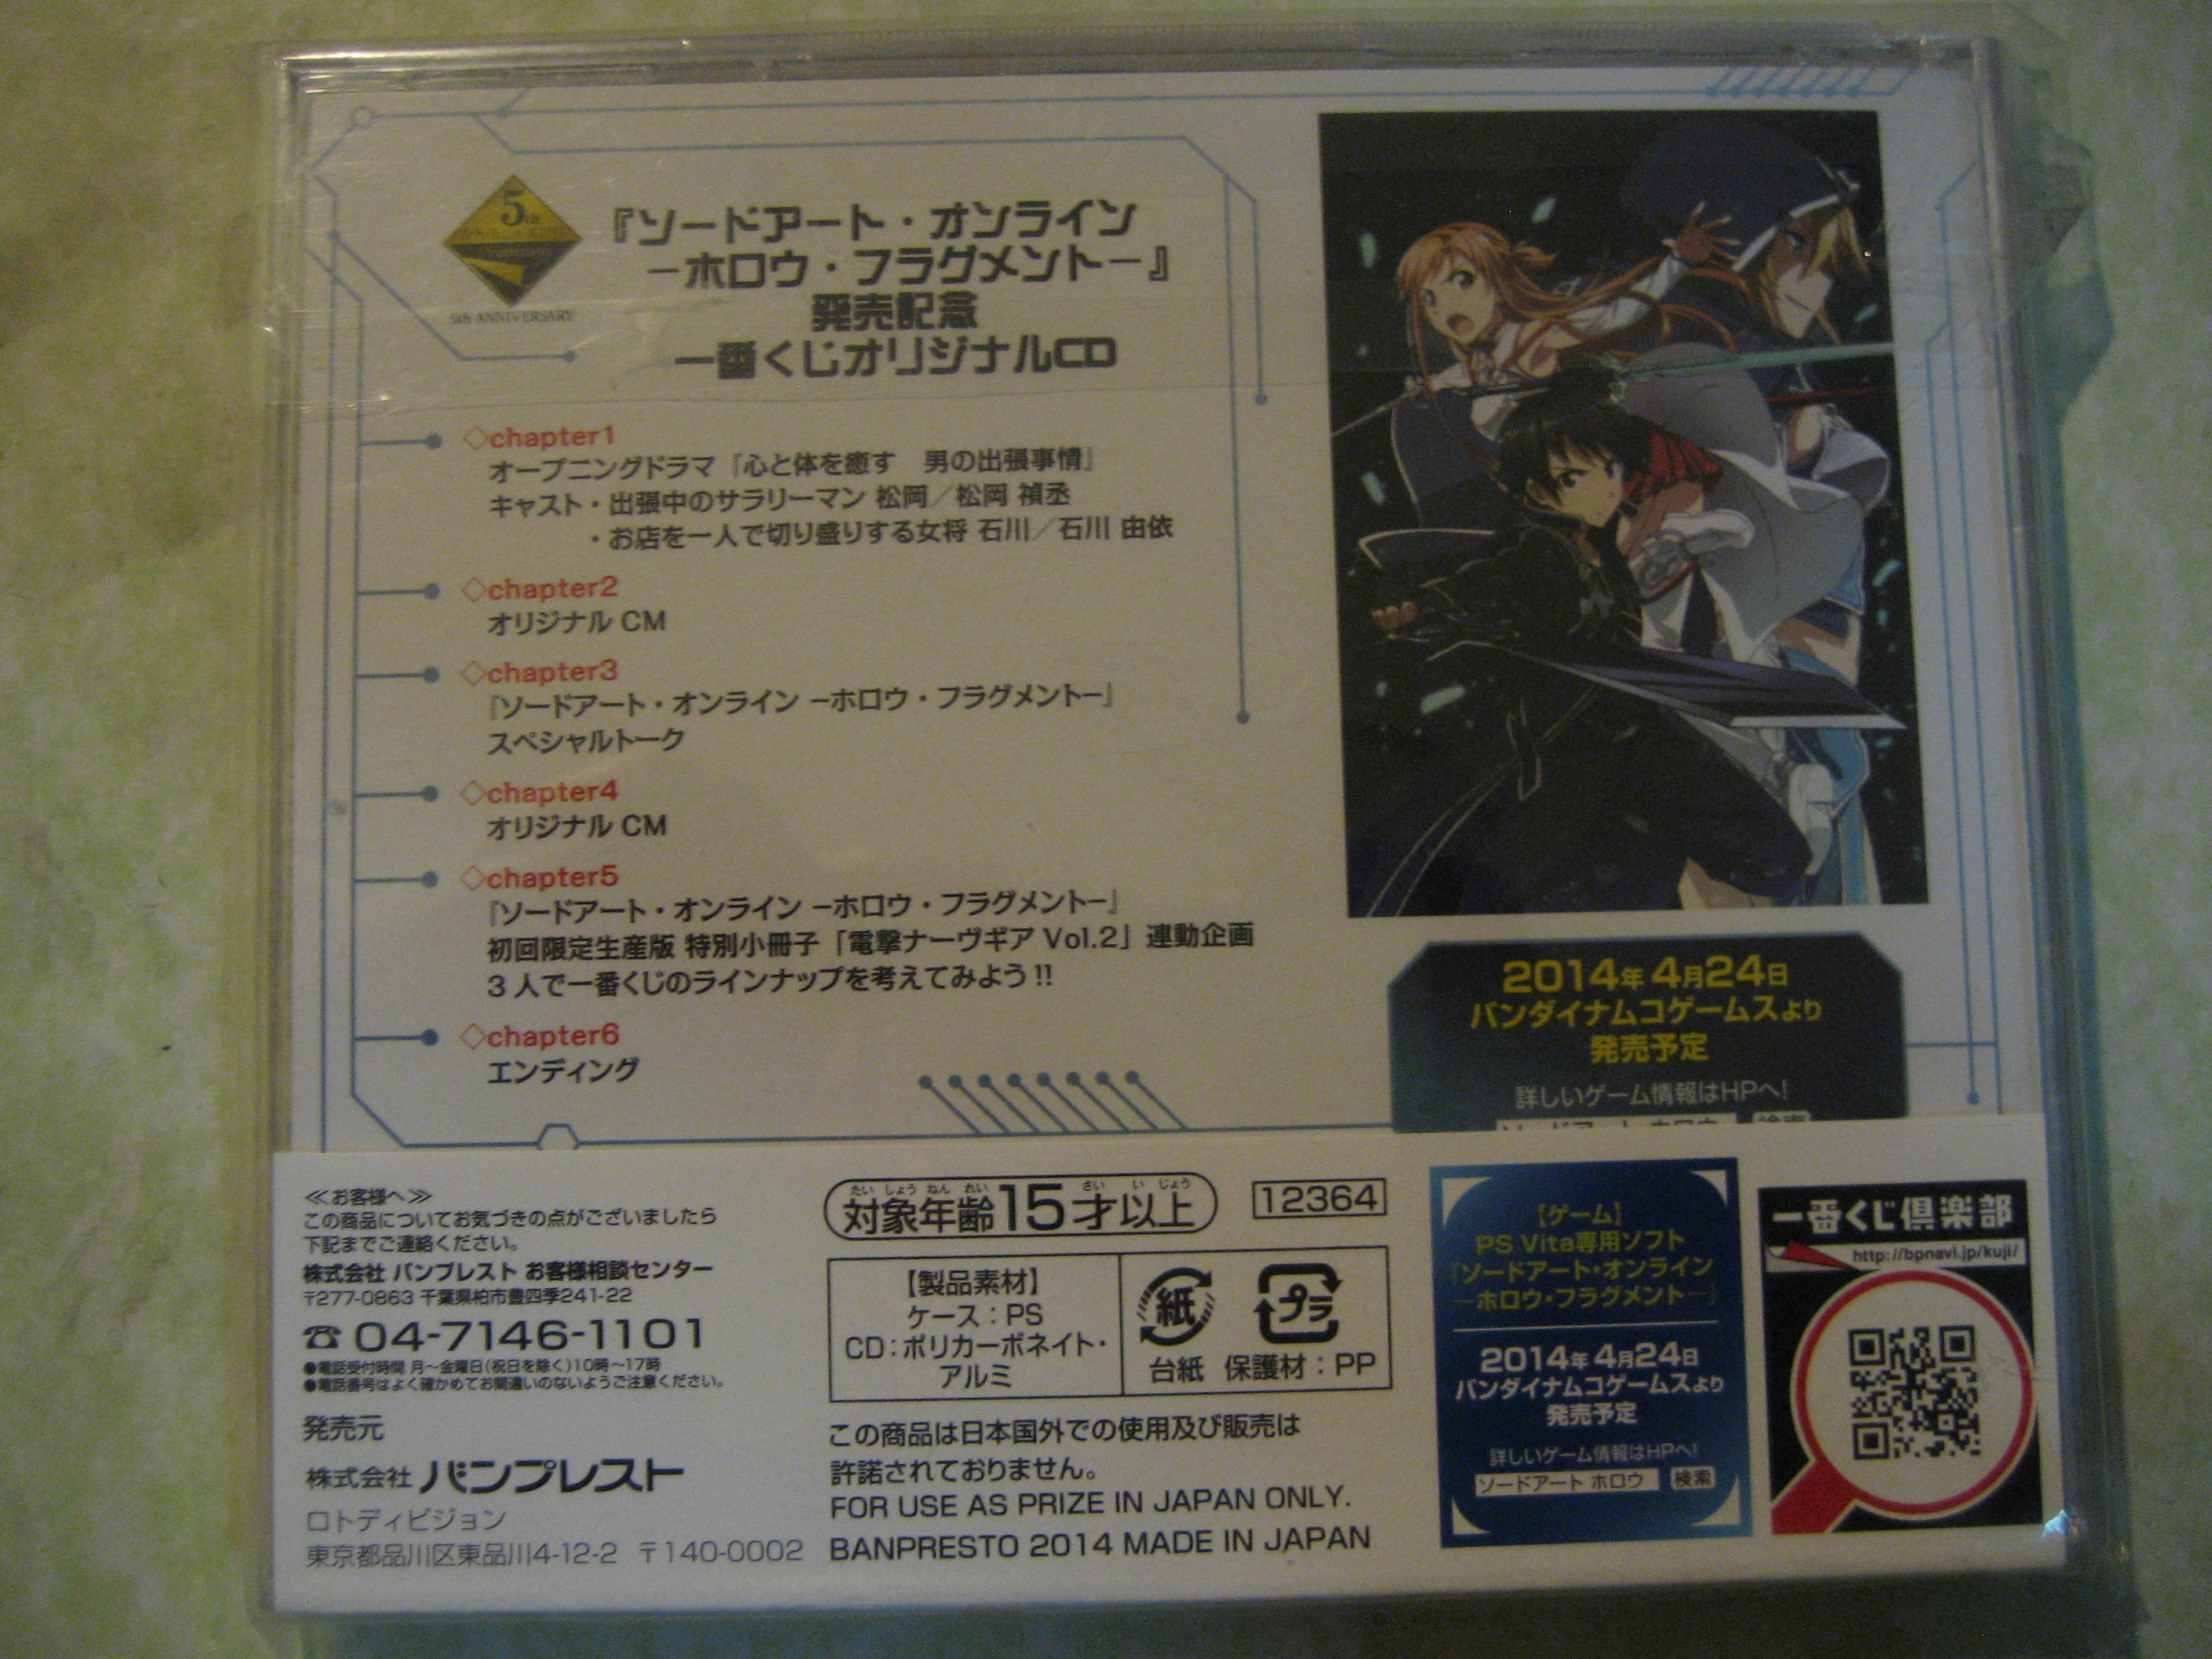 5th
5th ANNIVERSARY
『ソードアート・オンライン
－ホロウ・フラグメント－』
発売記念
一番くじオリジナルCD
◇chapter1
オープニングドラマ『心と体を癒す　男の出張事情』
キャスト・出張中のサラリーマン 松岡／松岡 禎丞
・お店を一人で切り盛りする女将 石川／石川 由依
◇chapter2
オリジナル CM
◇chapter3
『ソードアート・オンライン －ホロウ・フラグメント－』
スペシャルトーク
◇chapter4
オリジナル CM
◇chapter5
『ソードアート・オンライン －ホロウ・フラグメント－』
初回限定生産版 特別小冊子「電撃ナーヴギア Vol.2」連動企画
3 人で一番くじのラインナップを考えてみよう!!
◇chapter6
エンディング
2014年 4月24日
バンダイナムコゲームスより
発売予定
詳しいゲーム情報はHPへ!
ソードアート ホロウ 検索
≪お客様へ≫
この商品についてお気づきの点がございましたら
下記までご連絡ください。
株式会社 バンプレスト お客様相談センター
〒277-0863 千葉県柏市豊四季241-22
☎ 04-7146-1101
●電話受付時間 月～金曜日(祝日を除く)10時～17時
●電話番号はよく確かめてお間違いのないようご注意ください。
発売元
株式会社 バンプレスト
ロトディビジョン
東京都品川区東品川4-12-2 〒140-0002
たいしょうねんれい さい いじょう
対象年齢15才以上
12364
【製品素材】
ケース：PS
CD：ポリカーボネイト・
アルミ
紙 プラ
台紙 保護材：PP
この商品は日本国外での使用及び販売は
許諾されておりません。
FOR USE AS PRIZE IN JAPAN ONLY.
BANPRESTO 2014 MADE IN JAPAN
【ゲーム】
PS Vita専用ソフト
『ソードアート・オンライン
－ホロウ・フラグメント－』
2014年 4月24日
バンダイナムコゲームスより
発売予定
詳しいゲーム情報はHPへ!
ソードアート ホロウ 検索
一番くじ倶楽部
http://bpnavi.jp/kuji/